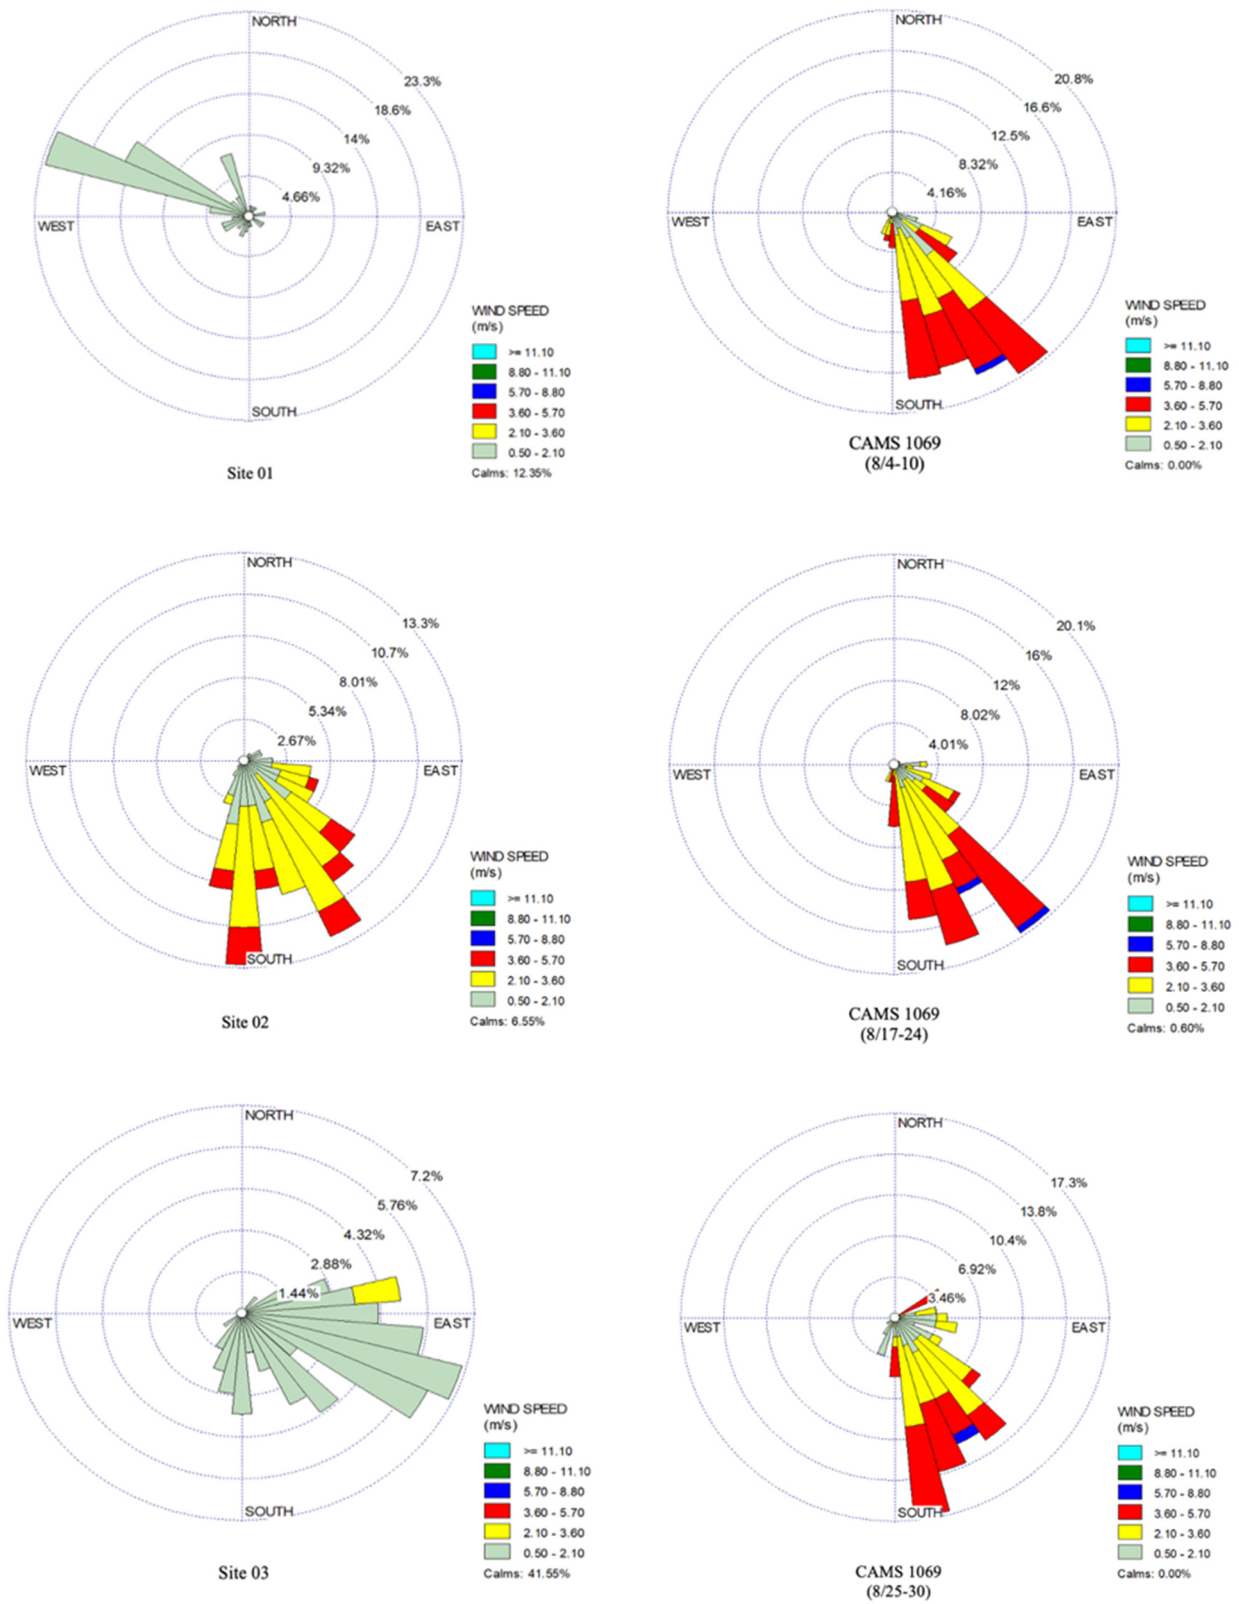 NORTH
23.3%
18.6%
14%
9.32%
4.66%
WEST
EAST
SOUTH
WIND SPEED
(m/s)
>= 11.10
8.80 - 11.10
5.70 - 8.80
3.60 - 5.70
2.10 - 3.60
0.50 - 2.10
Calms: 12.35%
Site 01
NORTH
20.8%
16.6%
12.5%
8.32%
4.16%
WEST
EAST
SOUTH
WIND SPEED
(m/s)
>= 11.10
8.80 - 11.10
5.70 - 8.80
3.60 - 5.70
2.10 - 3.60
0.50 - 2.10
Calms: 0.00%
CAMS 1069
(8/4-10)
NORTH
13.3%
10.7%
8.01%
5.34%
2.67%
WEST
EAST
SOUTH
WIND SPEED
(m/s)
>= 11.10
8.80 - 11.10
5.70 - 8.80
3.60 - 5.70
2.10 - 3.60
0.50 - 2.10
Calms: 6.55%
Site 02
NORTH
20.1%
16%
12%
8.02%
4.01%
WEST
EAST
SOUTH
WIND SPEED
(m/s)
>= 11.10
8.80 - 11.10
5.70 - 8.80
3.60 - 5.70
2.10 - 3.60
0.50 - 2.10
Calms: 0.60%
CAMS 1069
(8/17-24)
NORTH
7.2%
5.76%
4.32%
2.88%
1.44%
WEST
EAST
SOUTH
WIND SPEED
(m/s)
>= 11.10
8.80 - 11.10
5.70 - 8.80
3.60 - 5.70
2.10 - 3.60
0.50 - 2.10
Calms: 41.55%
Site 03
NORTH
17.3%
13.8%
10.4%
6.92%
3.46%
WEST
EAST
SOUTH
WIND SPEED
(m/s)
>= 11.10
8.80 - 11.10
5.70 - 8.80
3.60 - 5.70
2.10 - 3.60
0.50 - 2.10
Calms: 0.00%
CAMS 1069
(8/25-30)